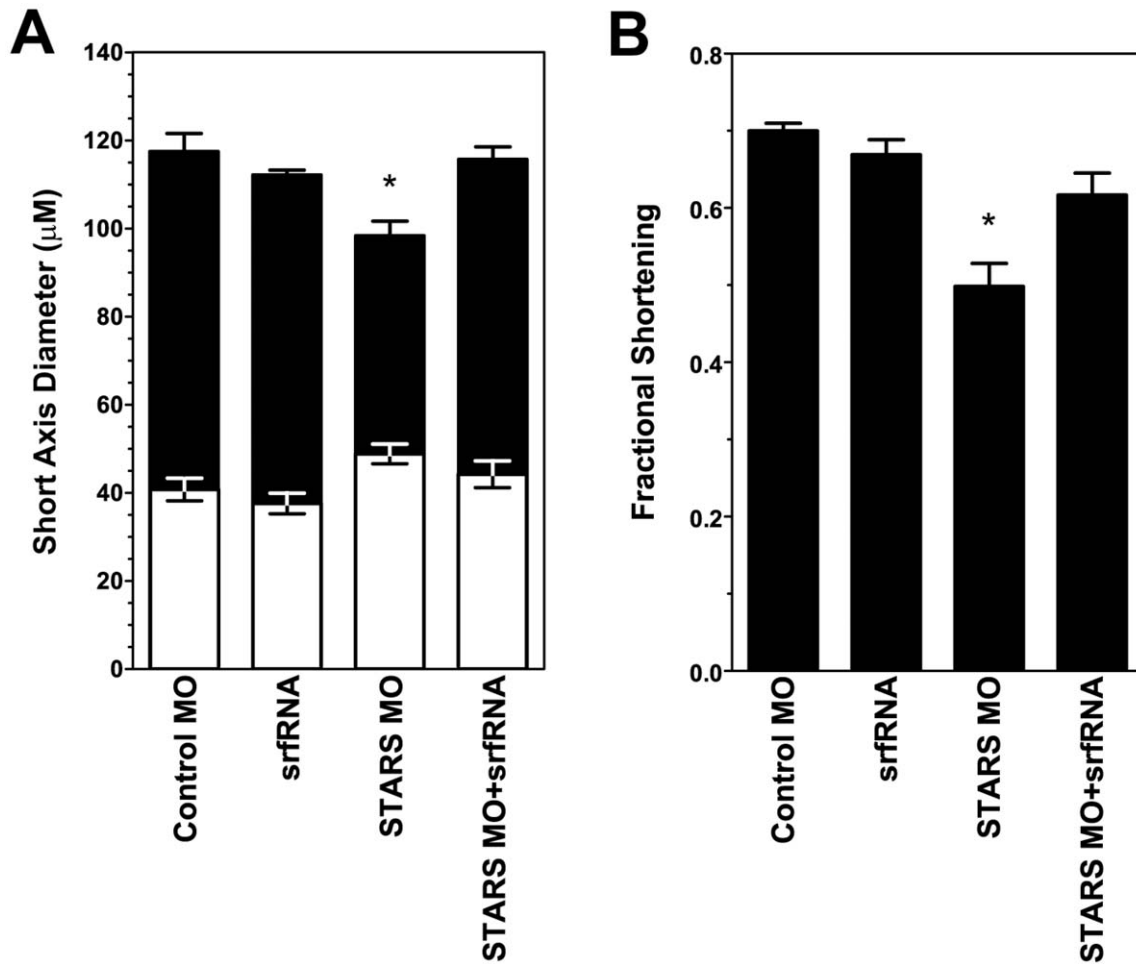 A
Short Axis Diameter (μM)
140
120
100
80
60
40
20
0
*
Control MO
srfRNA
STARS MO
STARS MO+srfRNA
B
Fractional Shortening
0.8
0.6
0.4
0.2
0.0
*
Control MO
srfRNA
STARS MO
STARS MO+srfRNA